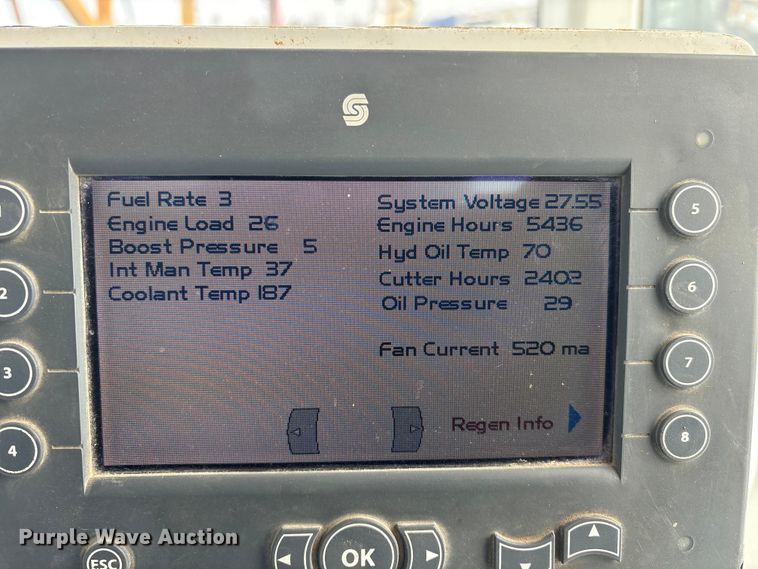 Fuel Rate 3
Engine Load 26
Boost Pressure 5
Int Man Temp 37
Coolant Temp 187
System Voltage 27.55
Engine Hours 5436
Hyd Oil Temp 70
Cutter Hours 2402
Oil Pressure 29
Fan Current 520 ma
Regen Info
1
2
3
4
5
6
7
8
ESC
OK
Purple Wave Auction